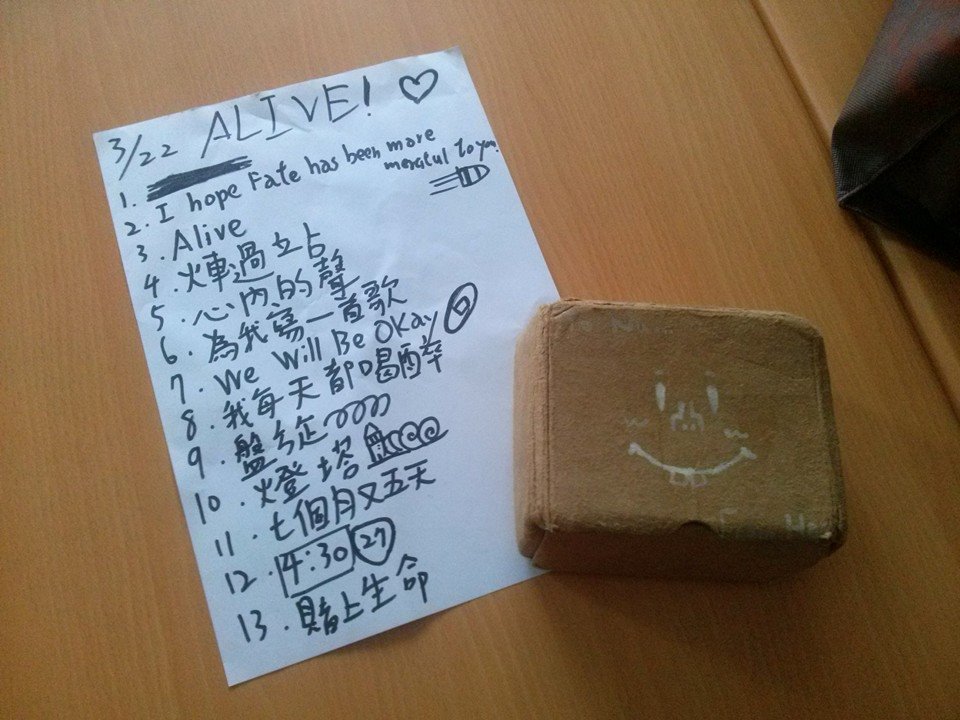 3/22 ALIVE!
1.
2. I hope Fate has been more
merciful to you.
3. Alive
4. 火車過站
5. 心內的聲
6. 為我寫一首歌
7. We Will Be Okay 回
8. 我每天都喝醉
9. 盤旋
10. 燈塔
11. 七個月又五天
12. 4:30 27
13. 賭上生命